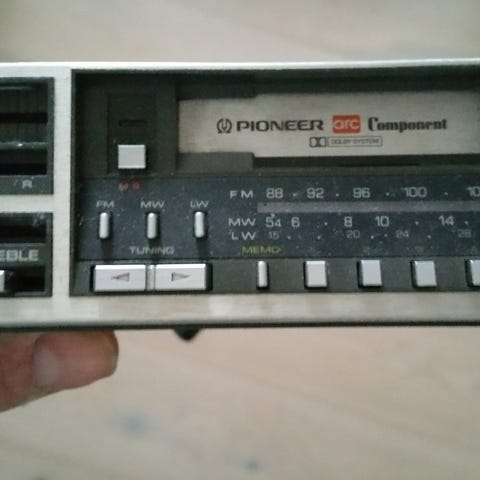 PIONEER arc Component
DOLBY SYSTEM
R
FM 88 · 92 · 96 · 100 · 10
FM MW LW
MW 54 6 8 10 · 14 ·
LW 15 · 20 · 24 · 28
EBLE
TUNING
MEMO